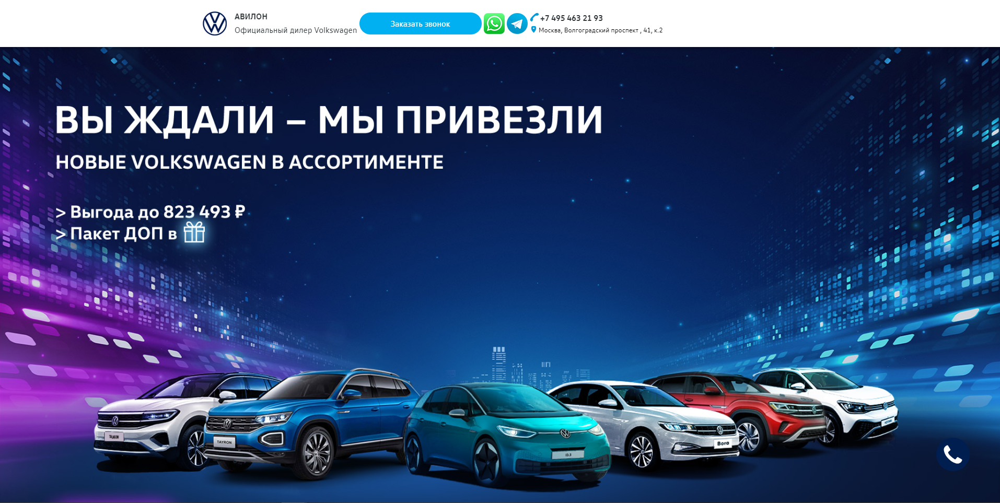 АВИЛОН
Официальный дилер Volkswagen
Заказать звонок
+7 495 463 21 93
Москва, Волгоградский проспект , 41, к.2
ВЫ ЖДАЛИ – МЫ ПРИВЕЗЛИ
НОВЫЕ VOLKSWAGEN В АССОРТИМЕНТЕ
> Выгода до 823 493 ₽
> Пакет ДОП в
TALAGON
TAYRON
ID.3
Bora